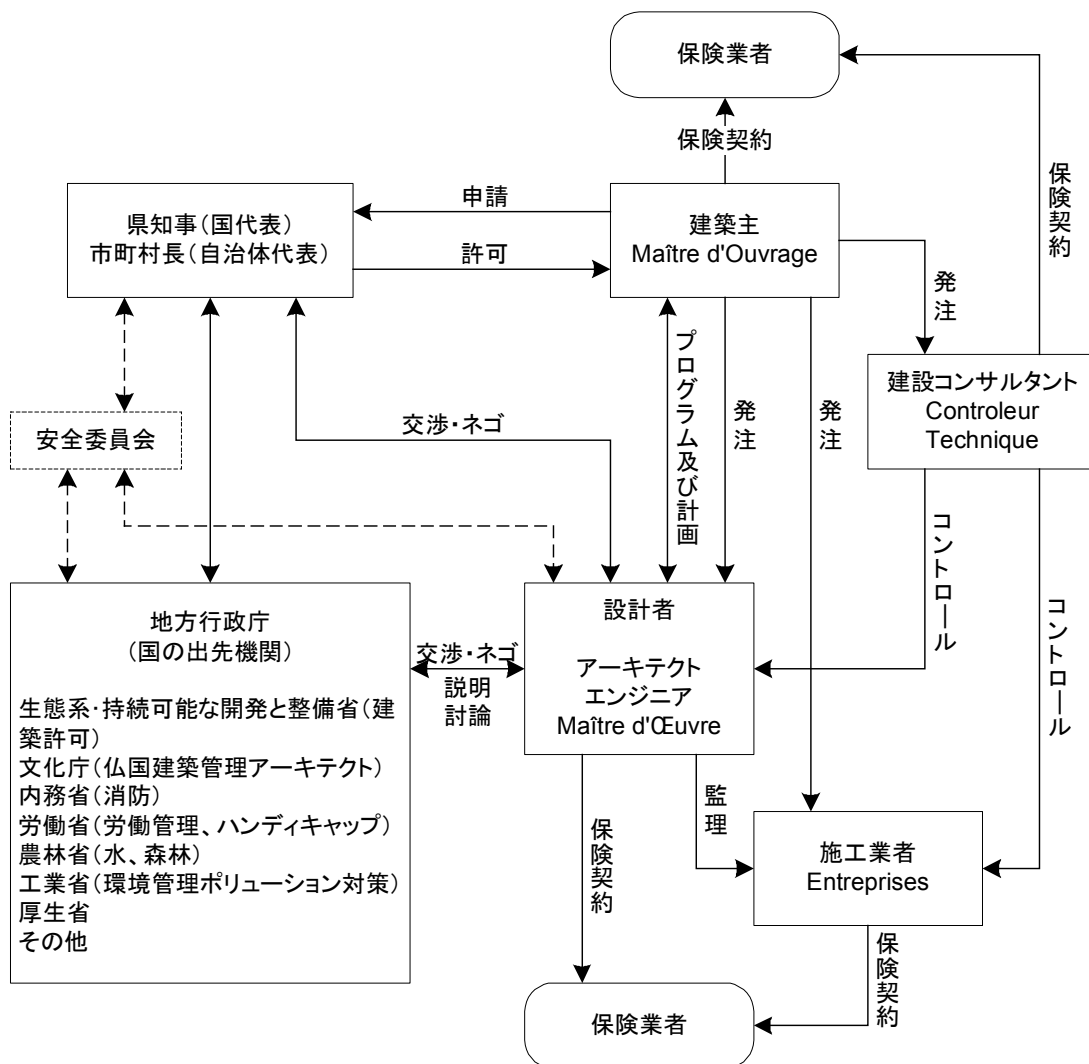 保険業者
保険契約
保険契約
県知事(国代表)
市町村長(自治体代表)
申請
許可
建築主
Maître d'Ouvrage
発注
建設コンサルタント
Controleur
Technique
安全委員会
交渉・ネゴ
プログラム及び計画
発注
発注
コントロール
コントロール
地方行政庁
(国の出先機関)
生態系・持続可能な開発と整備省(建
築許可)
文化庁(仏国建築管理アーキテクト)
内務省(消防)
労働省(労働管理、ハンディキャップ)
農林省(水、森林)
工業省(環境管理ポリューション対策)
厚生省
その他
交渉・ネゴ
説明
討論
設計者
アーキテクト
エンジニア
Maître d'Œuvre
監理
保険契約
施工業者
Entreprises
保険契約
保険業者